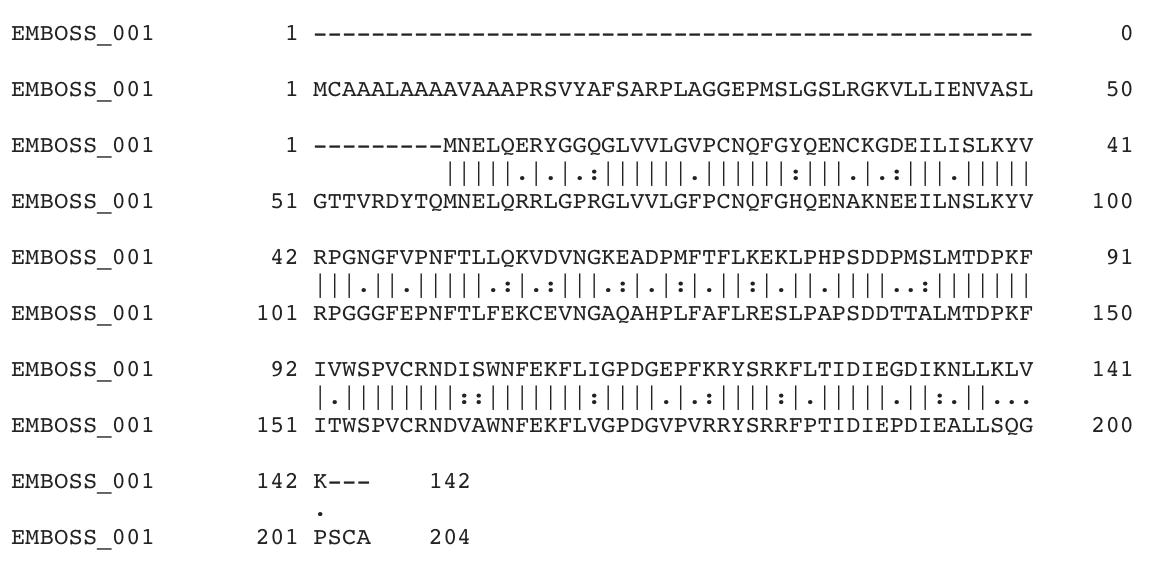 EMBOSS_001 1 -------------------------------------------------- 0
EMBOSS_001 1 MCAAALAAAAVAAAPRSVYAFSARPLAGGEPMSLGSLRGKVLLIENVASL 50
EMBOSS_001 1 ---------MNELQERYGGQGLVVLGVPCNQFGYQENCKGDEILISLKYV 41
|||||.|.|.:||||||.||||||:|||.|.:|||.|||||
EMBOSS_001 51 GTTVRDYTQMNELQRRLGPRGLVVLGFPCNQFGHQENAKNEEILNSLKYV 100
EMBOSS_001 42 RPGNGFVPNFTLLQKVDVNGKEADPMFTFLKEKLPHPSDDPMSLMTDPKF 91
|||.||.|||||.:|.:|||.:|.|:|.||:|.||.||||..:|||||||
EMBOSS_001 101 RPGGGFEPNFTLFEKCEVNGAQAHPLFAFLRESLPAPSDDTTALMTDPKF 150
EMBOSS_001 92 IVWSPVCRNDISWNFEKFLIGPDGEPFKRYSRKFLTIDIEGDIKNLLKLV 141
|.||||||||::|||||||:||||.|.:||||:|.|||||.||:.||...
EMBOSS_001 151 ITWSPVCRNDVAWNFEKFLVGPDGVPVRRYSRRFPTIDIEPDIEALLSQG 200
EMBOSS_001 142 K--- 142
.
EMBOSS_001 201 PSCA 204